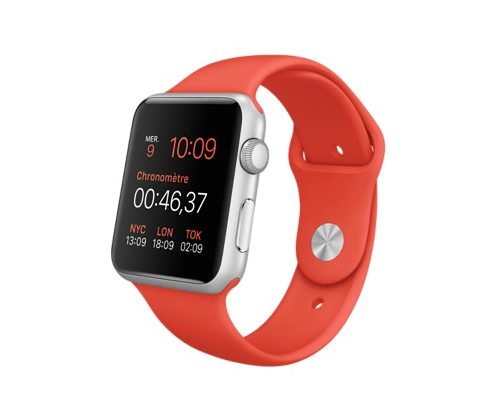 MER.
9 10:09
Chronomètre
00:46,37
NYC LON TOK
13:09 18:09 02:09